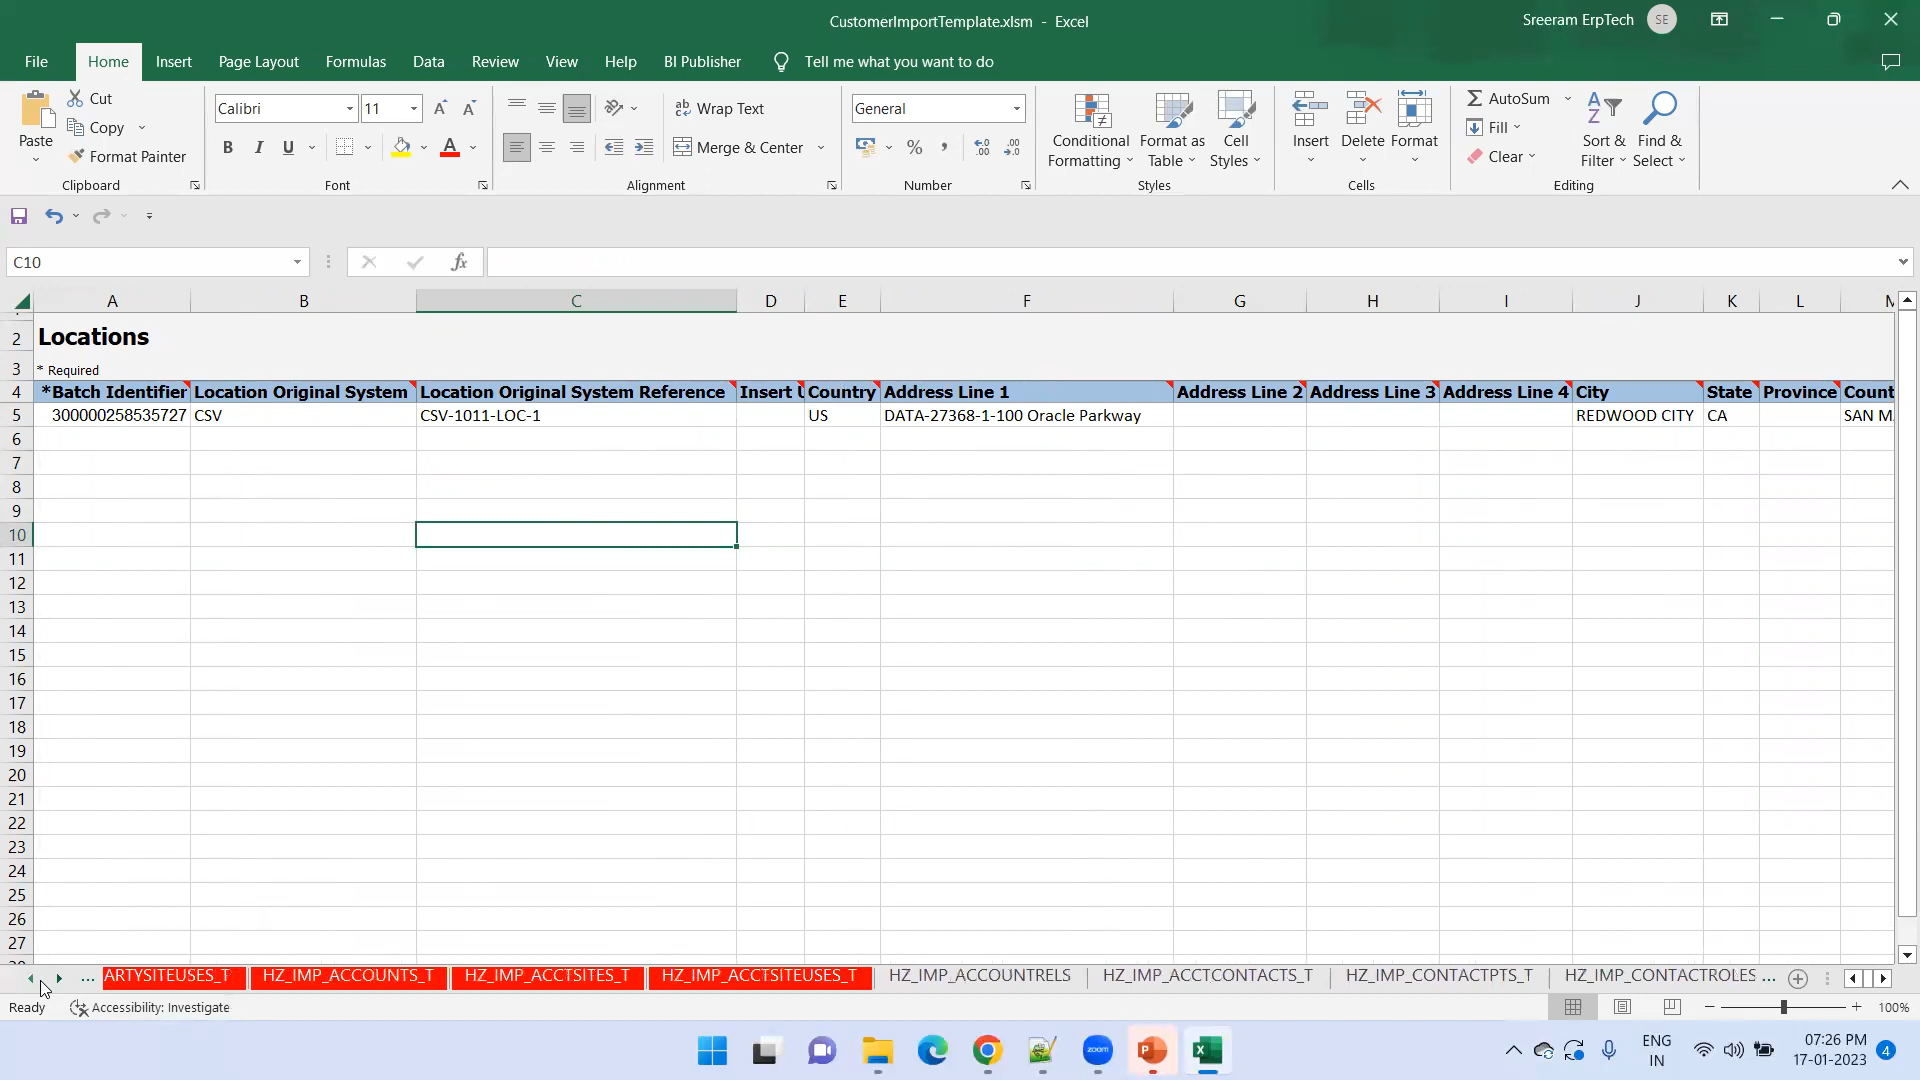 CustomerImportTemplate.xlsm - Excel
Sreeram ErpTech
SE
File
Home
Insert
Page Layout
Formulas
Data
Review
View
Help
BI Publisher
Tell me what you want to do
Paste
Cut
Copy
Format Painter
Clipboard
Calibri
11
B I U
A
Font
ab
Wrap Text
Merge & Center
Alignment
General
Number
Conditional Formatting
Format as Table
Cell Styles
Styles
Insert
Delete
Format
Cells
AutoSum
Fill
Clear
Sort & Filter
Find & Select
Editing
C10
fx
A B C D E F G H I J K L M
2 Locations
3 * Required
4 *Batch Identifier Location Original System Location Original System Reference Insert U Country Address Line 1 Address Line 2 Address Line 3 Address Line 4 City State Province Count
5 300000258535727 CSV CSV-1011-LOC-1 US DATA-27368-1-100 Oracle Parkway REDWOOD CITY CA SAN M
6
7
8
9
10
11
12
13
14
15
16
17
18
19
20
21
22
23
24
25
26
27
... ARTYSITEUSES_T HZ_IMP_ACCOUNTS_T HZ_IMP_ACCTSITES_T HZ_IMP_ACCTSITEUSES_T HZ_IMP_ACCOUNTRELS HZ_IMP_ACCTCONTACTS_T HZ_IMP_CONTACTPTS_T HZ_IMP_CONTACTROLES ...
Ready
Accessibility: Investigate
100%
zoom
ENG
IN
07:26 PM
17-01-2023
4